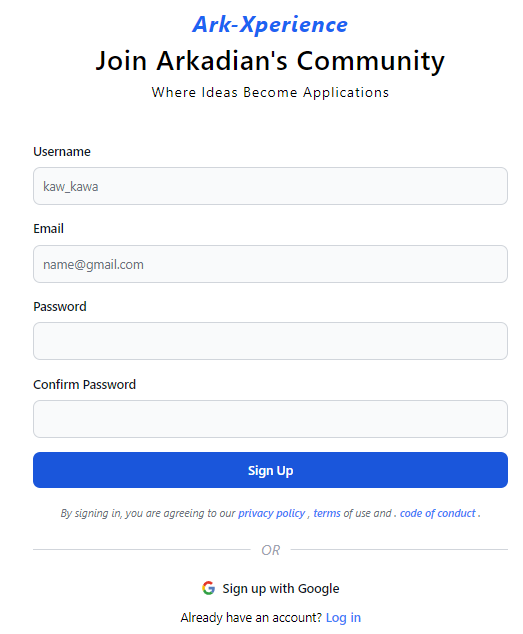 Ark-Xperience
Join Arkadian's Community
Where Ideas Become Applications
Username
kaw_kawa
Email
name@gmail.com
Password
Confirm Password
Sign Up
By signing in, you are agreeing to our privacy policy , terms of use and . code of conduct .
OR
Sign up with Google
Already have an account? Log in